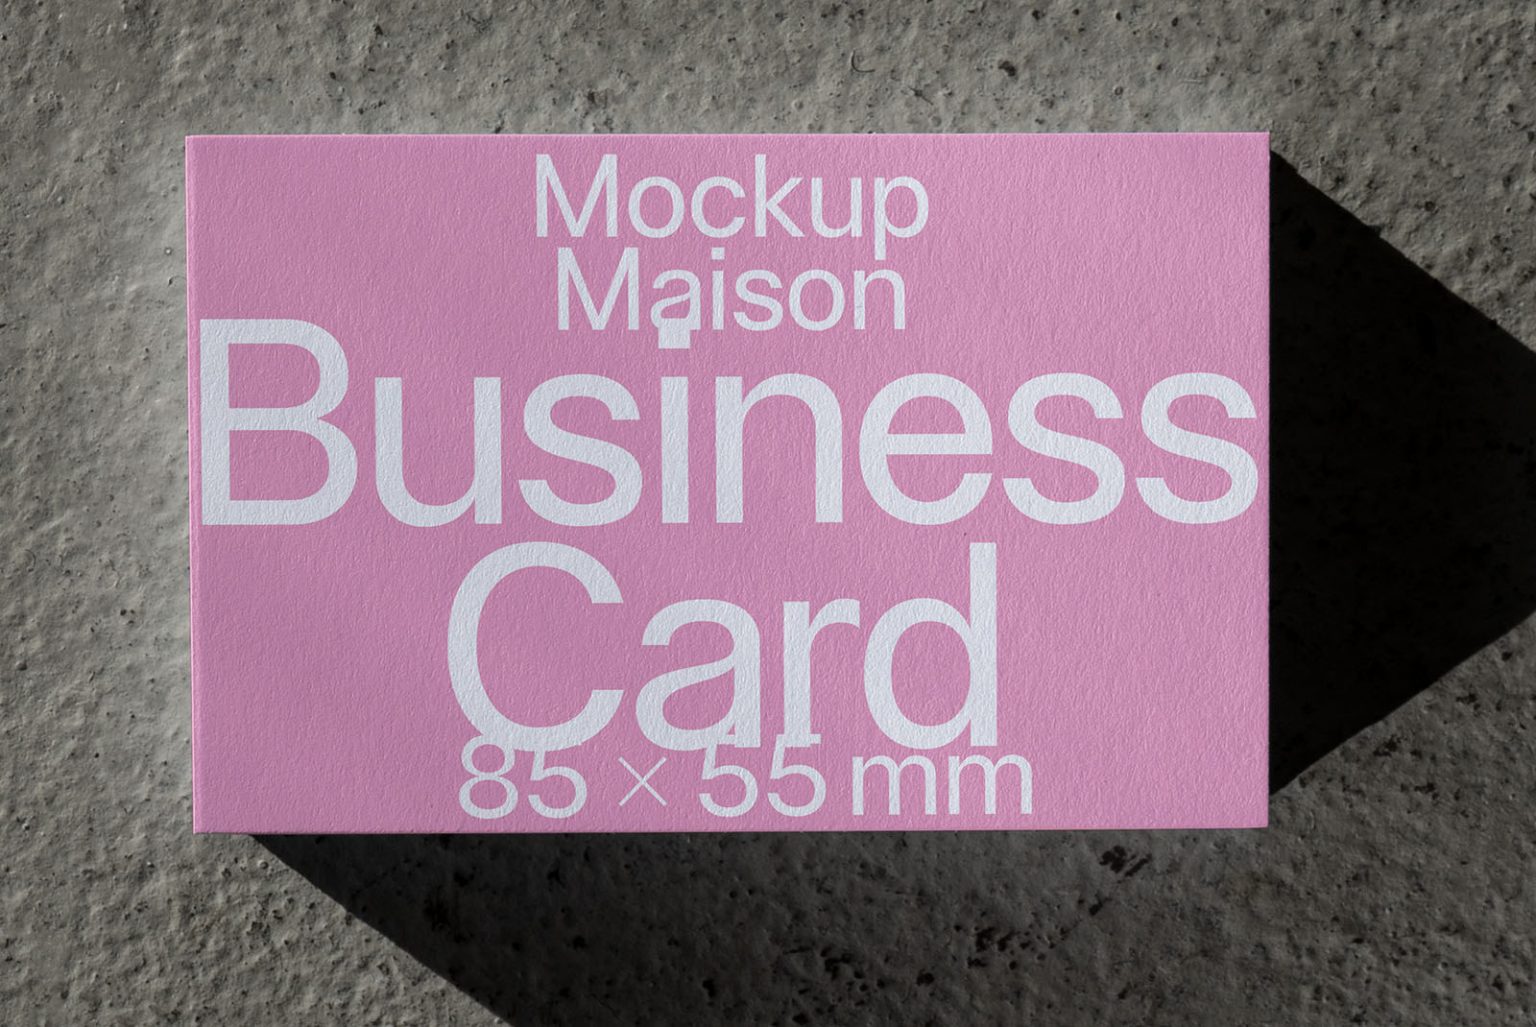 Mockup
Maison
Business
Card
85 × 55 mm